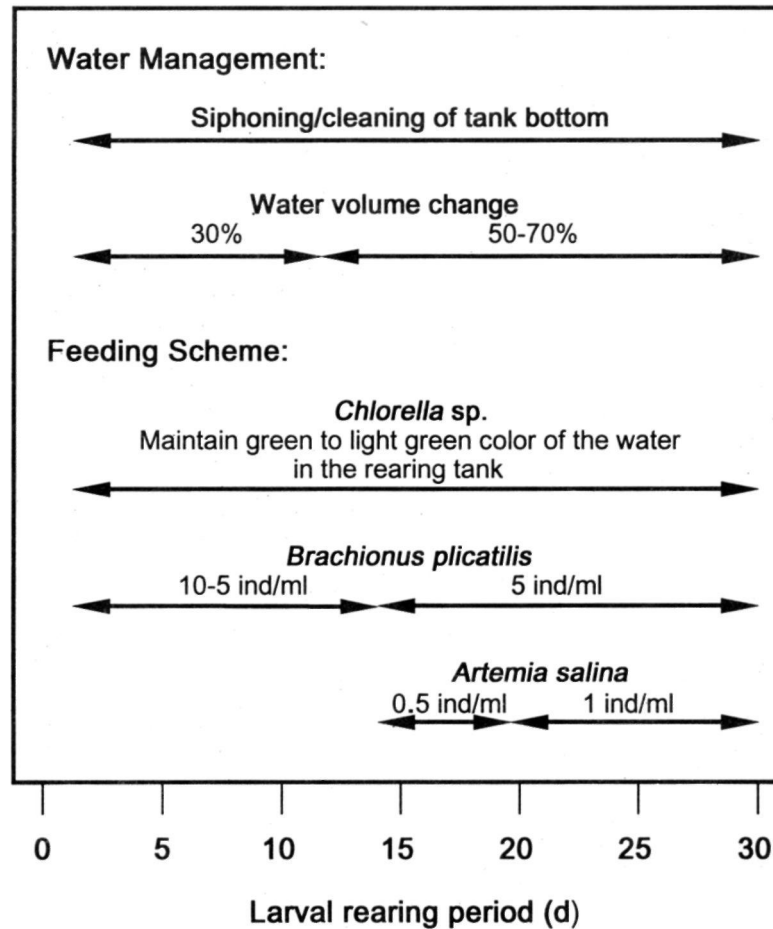 Water Management:
Siphoning/cleaning of tank bottom
Water volume change
30% 50-70%
Feeding Scheme:
Chlorella sp.
Maintain green to light green color of the water
in the rearing tank
Brachionus plicatilis
10-5 ind/ml 5 ind/ml
Artemia salina
0.5 ind/ml 1 ind/ml
0 5 10 15 20 25 30
Larval rearing period (d)